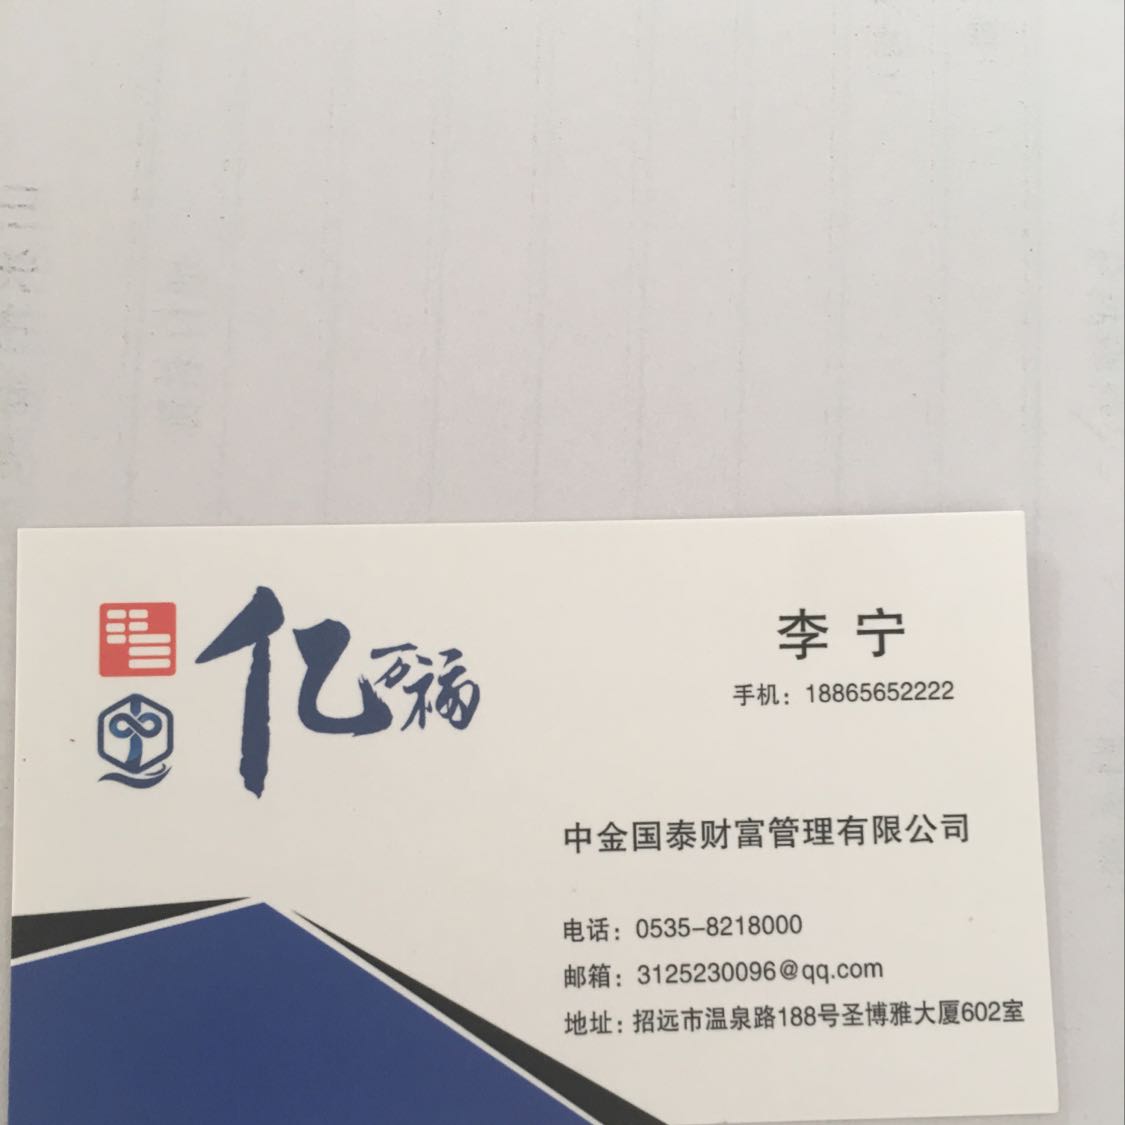 亿万福
李宁
手机：18865652222
中金国泰财富管理有限公司
电话：0535-8218000
邮箱：3125230096@qq.com
地址：招远市温泉路188号圣博雅大厦602室